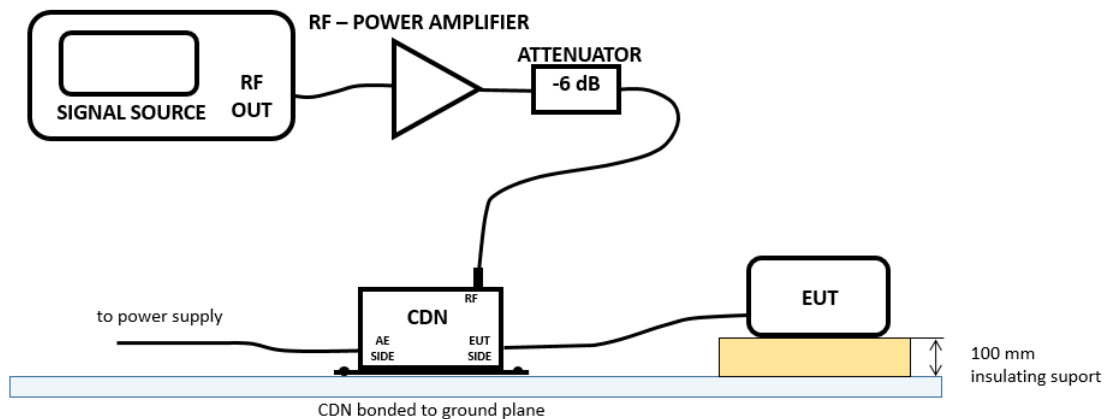 RF – POWER AMPLIFIER
ATTENUATOR
-6 dB
RF
OUT
SIGNAL SOURCE
RF
CDN
AE
SIDE
EUT
SIDE
EUT
to power supply
100 mm
insulating suport
CDN bonded to ground plane